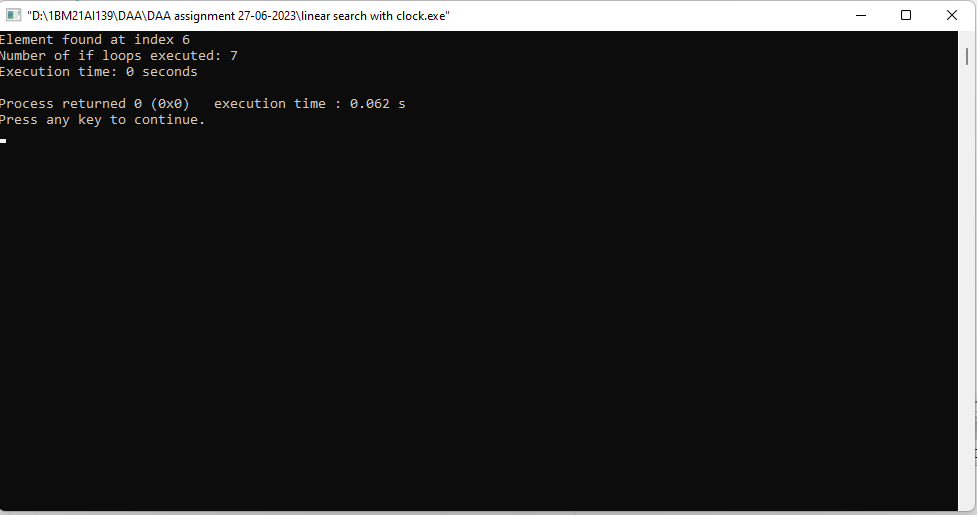 "D:\1BM21AI139\DAA\DAA assignment 27-06-2023\linear search with clock.exe"
Element found at index 6
Number of if loops executed: 7
Execution time: 0 seconds
Process returned 0 (0x0)   execution time : 0.062 s
Press any key to continue.